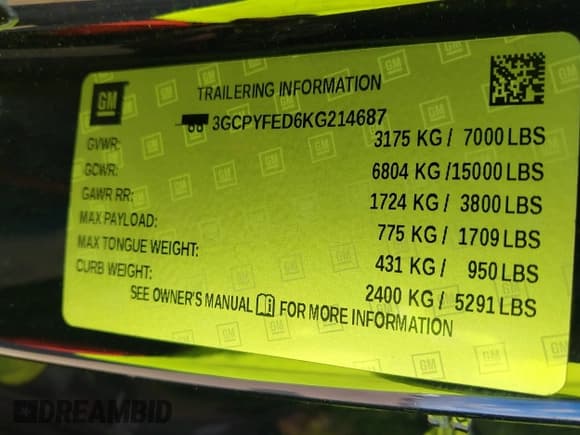 GM
TRAILERING INFORMATION
3GCPYFED6KG214687
GVWR: 3175 KG / 7000 LBS
GCWR: 6804 KG /15000 LBS
GAWR RR: 1724 KG / 3800 LBS
MAX PAYLOAD: 775 KG / 1709 LBS
MAX TONGUE WEIGHT: 431 KG / 950 LBS
CURB WEIGHT: 2400 KG / 5291 LBS
SEE OWNER'S MANUAL FOR MORE INFORMATION
DREAMBID